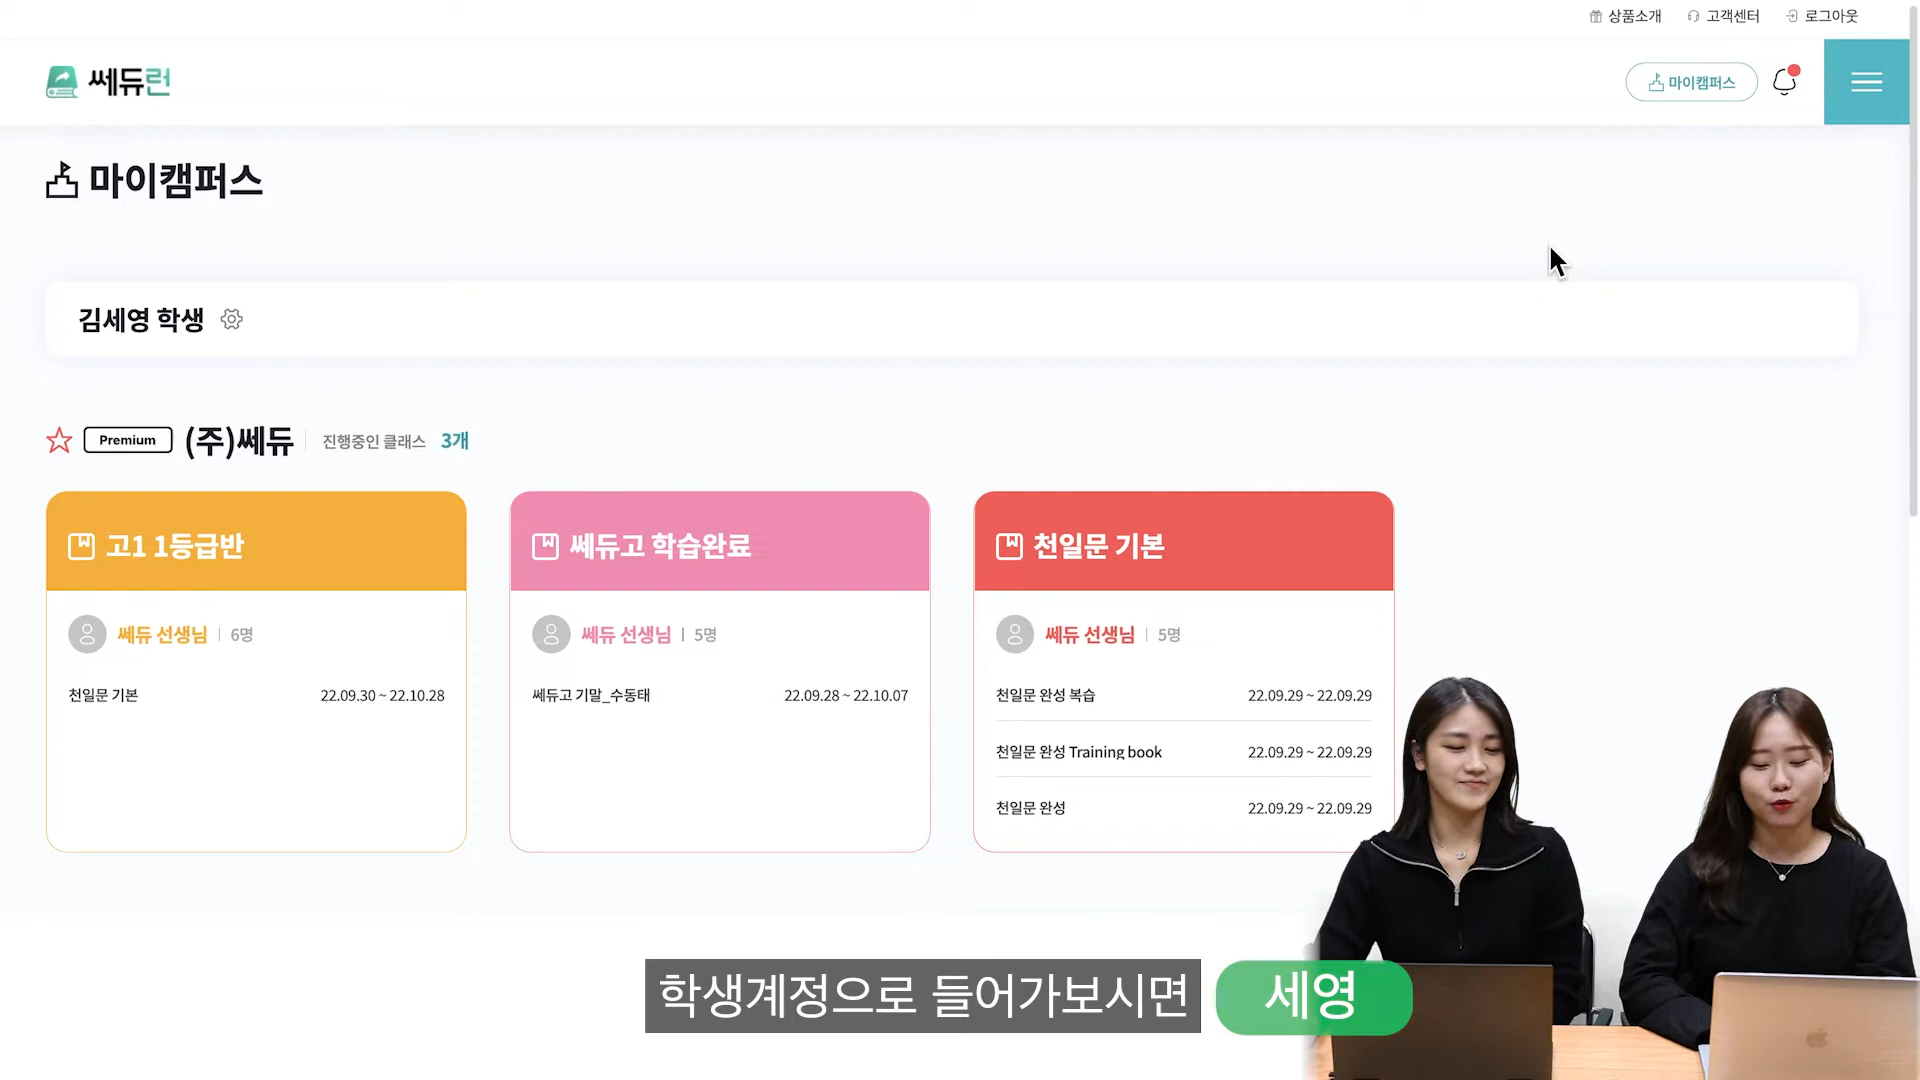 상품소개
고객센터
로그아웃
쎄듀런
마이캠퍼스
마이캠퍼스
김세영 학생
Premium
(주)쎄듀
진행중인 클래스 3개
고1 1등급반
쎄듀 선생님 6명
천일문 기본 22.09.30 ~ 22.10.28
쎄듀고 학습완료
쎄듀 선생님 5명
쎄듀고 기말_수동태 22.09.28 ~ 22.10.07
천일문 기본
쎄듀 선생님 5명
천일문 완성 복습 22.09.29 ~ 22.09.29
천일문 완성 Training book 22.09.29 ~ 22.09.29
천일문 완성 22.09.29 ~ 22.09.29
학생계정으로 들어가보시면
세영